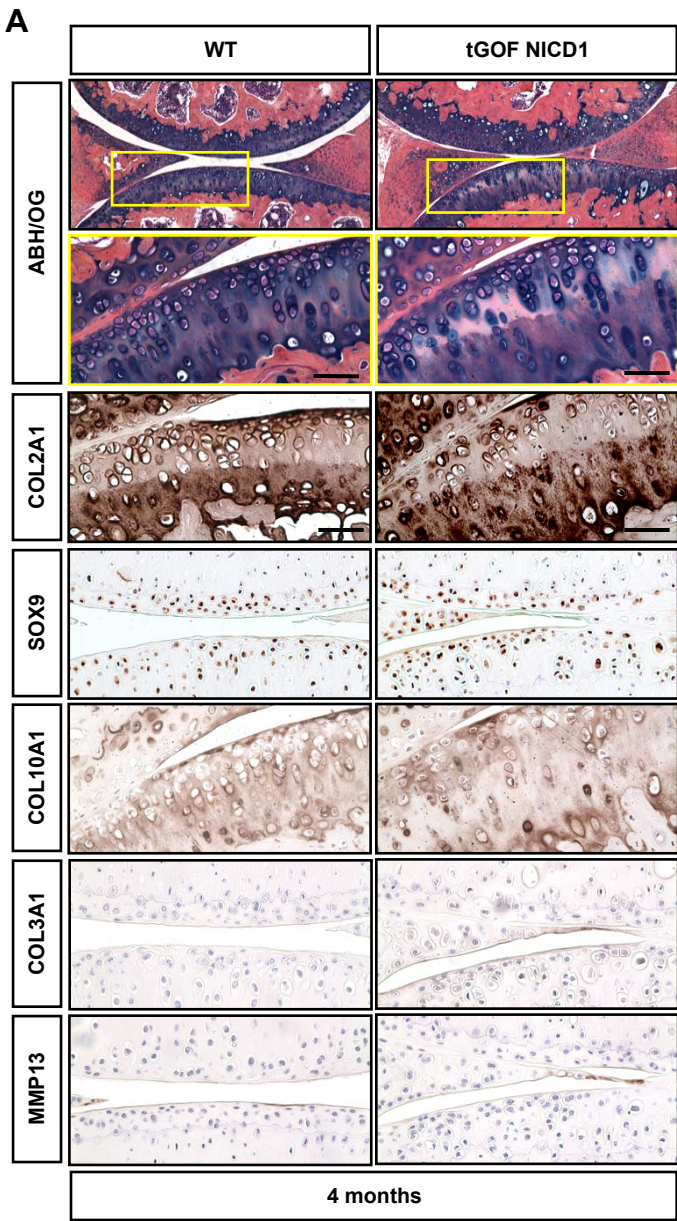 A
WT
tGOF NICD1
ABH/OG
COL2A1
SOX9
COL10A1
COL3A1
MMP13
4 months